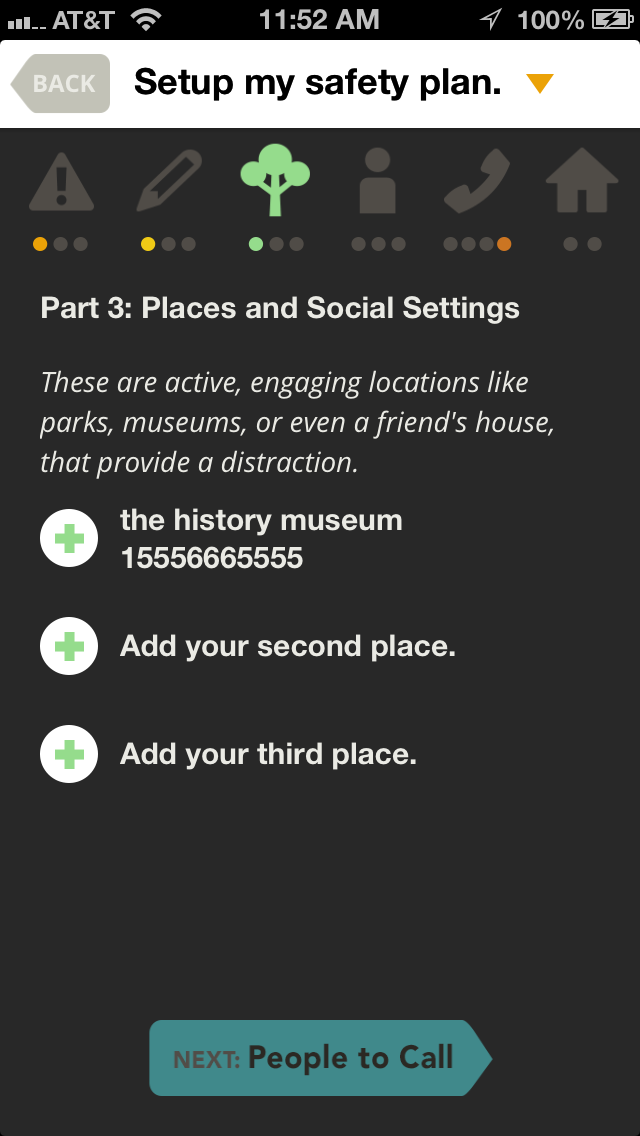 AT&T 11:52 AM 100%
BACK Setup my safety plan.
Part 3: Places and Social Settings
These are active, engaging locations like
parks, museums, or even a friend's house,
that provide a distraction.
the history museum
15556665555
Add your second place.
Add your third place.
NEXT: People to Call